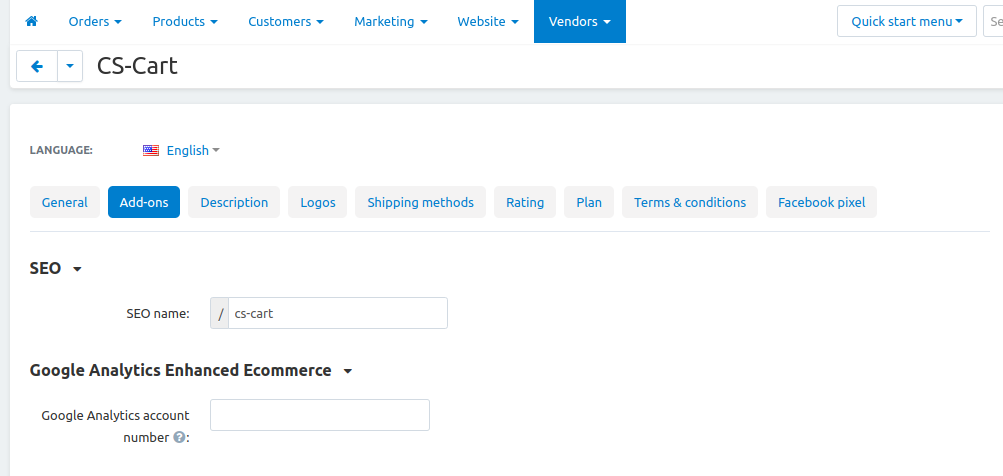 Orders Products Customers Marketing Website Vendors Quick start menu
CS-Cart
LANGUAGE: English
General Add-ons Description Logos Shipping methods Rating Plan Terms & conditions Facebook pixel
SEO
SEO name: / cs-cart
Google Analytics Enhanced Ecommerce
Google Analytics account
number ?: